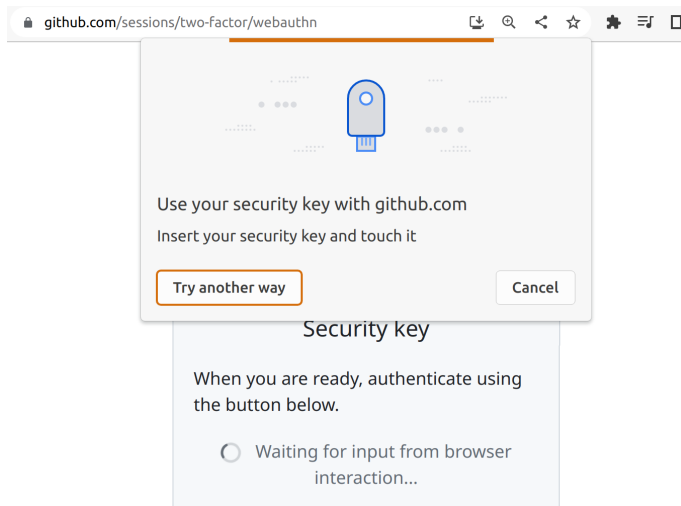 github.com/sessions/two-factor/webauthn
Use your security key with github.com
Insert your security key and touch it
Try another way
Cancel
Security key
When you are ready, authenticate using
the button below.
Waiting for input from browser
interaction...